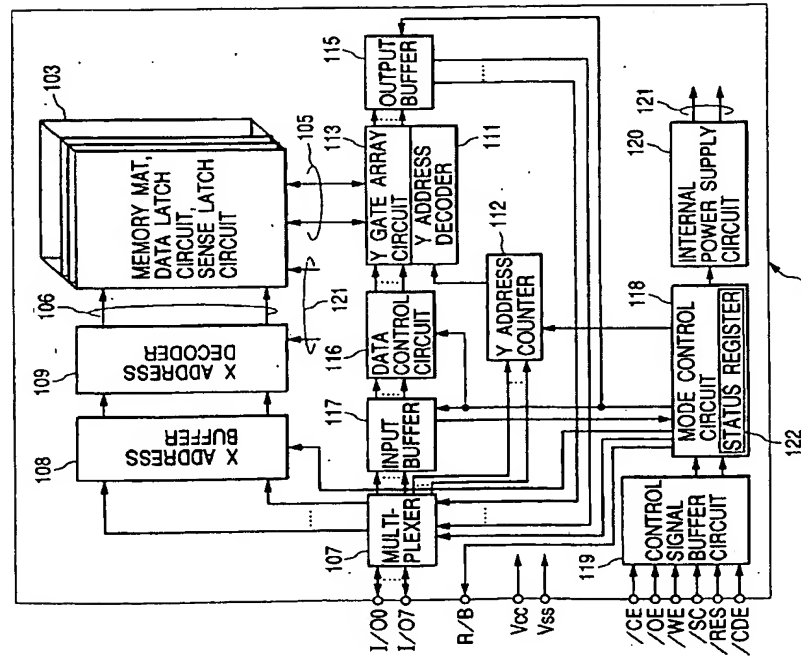 103
MEMORY MAT,
DATA LATCH
CIRCUIT,
SENSE LATCH
CIRCUIT
106
105
121
109
X ADDRESS
DECODER
108
X ADDRESS
BUFFER
115
OUTPUT
BUFFER
113
Y GATE ARRAY
CIRCUIT
Y ADDRESS
DECODER
111
116
DATA
CONTROL
CIRCUIT
112
Y ADDRESS
COUNTER
117
INPUT
BUFFER
107
MULTI-
PLEXER
121
120
INTERNAL
POWER SUPPLY
CIRCUIT
118
MODE CONTROL
CIRCUIT
STATUS REGISTER
122
119
CONTROL
SIGNAL
BUFFER
CIRCUIT
I/O0
I/O7
R/B
Vcc
Vss
/CE
/OE
/WE
/SC
/RES
/CDE